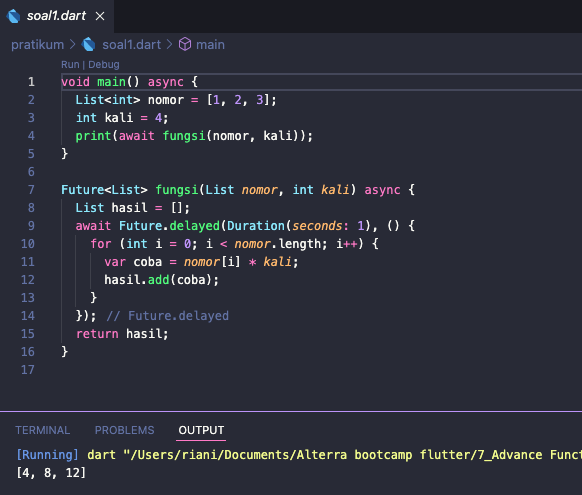 soal1.dart ×
pratikum > soal1.dart > main
Run | Debug
1 void main() async {
2   List<int> nomor = [1, 2, 3];
3   int kali = 4;
4   print(await fungsi(nomor, kali));
5 }
6
7 Future<List> fungsi(List nomor, int kali) async {
8   List hasil = [];
9   await Future.delayed(Duration(seconds: 1), () {
10     for (int i = 0; i < nomor.length; i++) {
11       var coba = nomor[i] * kali;
12       hasil.add(coba);
13     }
14   }); // Future.delayed
15   return hasil;
16 }
17
TERMINAL PROBLEMS OUTPUT
[Running] dart "/Users/riani/Documents/Alterra bootcamp flutter/7_Advance Funct
[4, 8, 12]